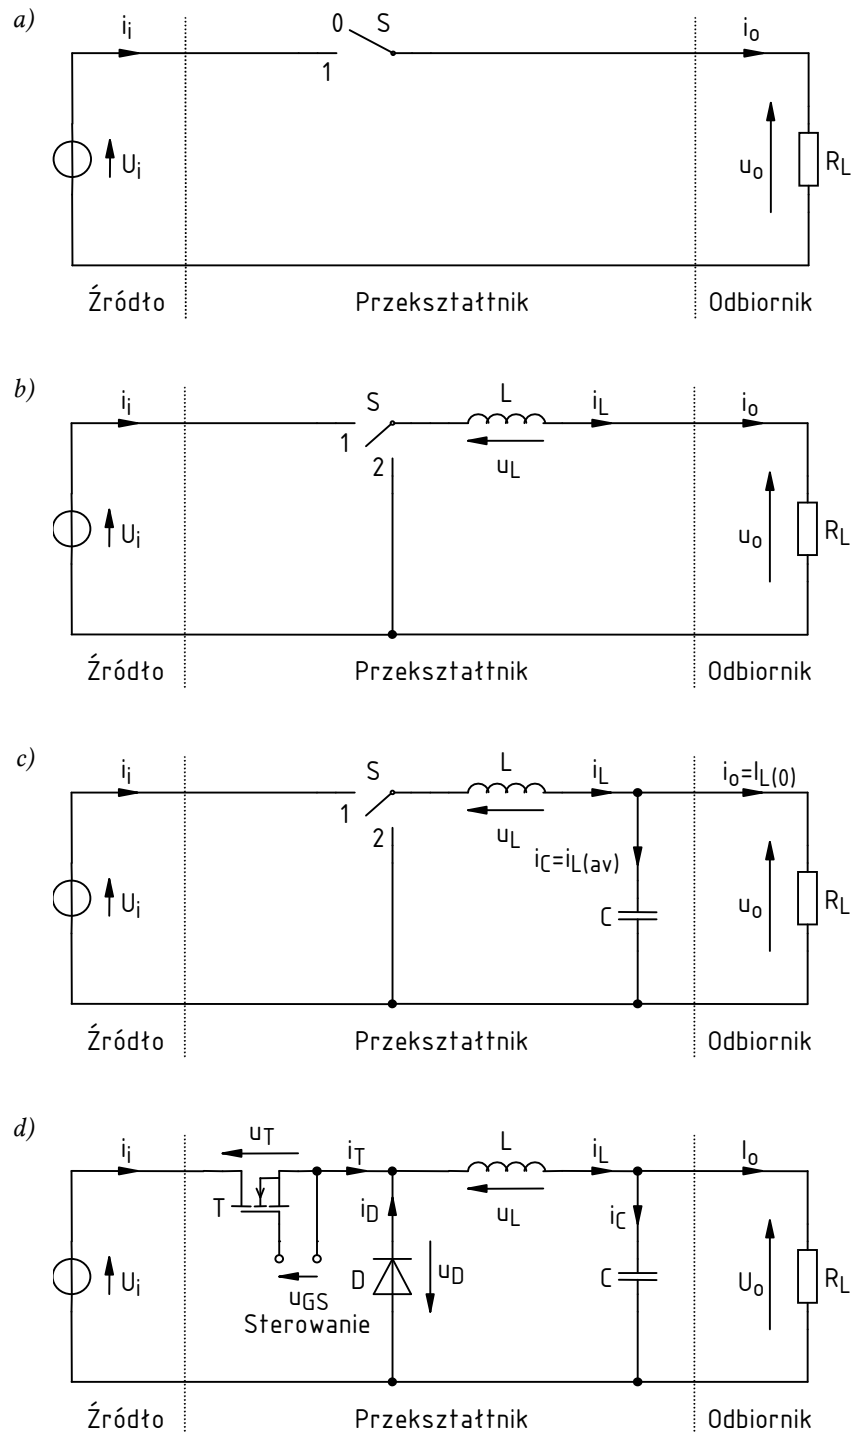 a)
i_i
0
S
1
i_o
U_i
u_o
R_L
Źródło
Przekształtnik
Odbiornik
b)
i_i
S
L
i_L
i_o
1
2
u_L
U_i
u_o
R_L
Źródło
Przekształtnik
Odbiornik
c)
i_i
S
L
i_L
i_o=I_L(0)
1
2
u_L
i_C=i_L(av)
U_i
C
u_o
R_L
Źródło
Przekształtnik
Odbiornik
d)
i_i
u_T
i_T
L
i_L
I_o
T
i_D
u_L
i_C
U_i
u_GS
D
u_D
C
U_o
R_L
Sterowanie
Źródło
Przekształtnik
Odbiornik